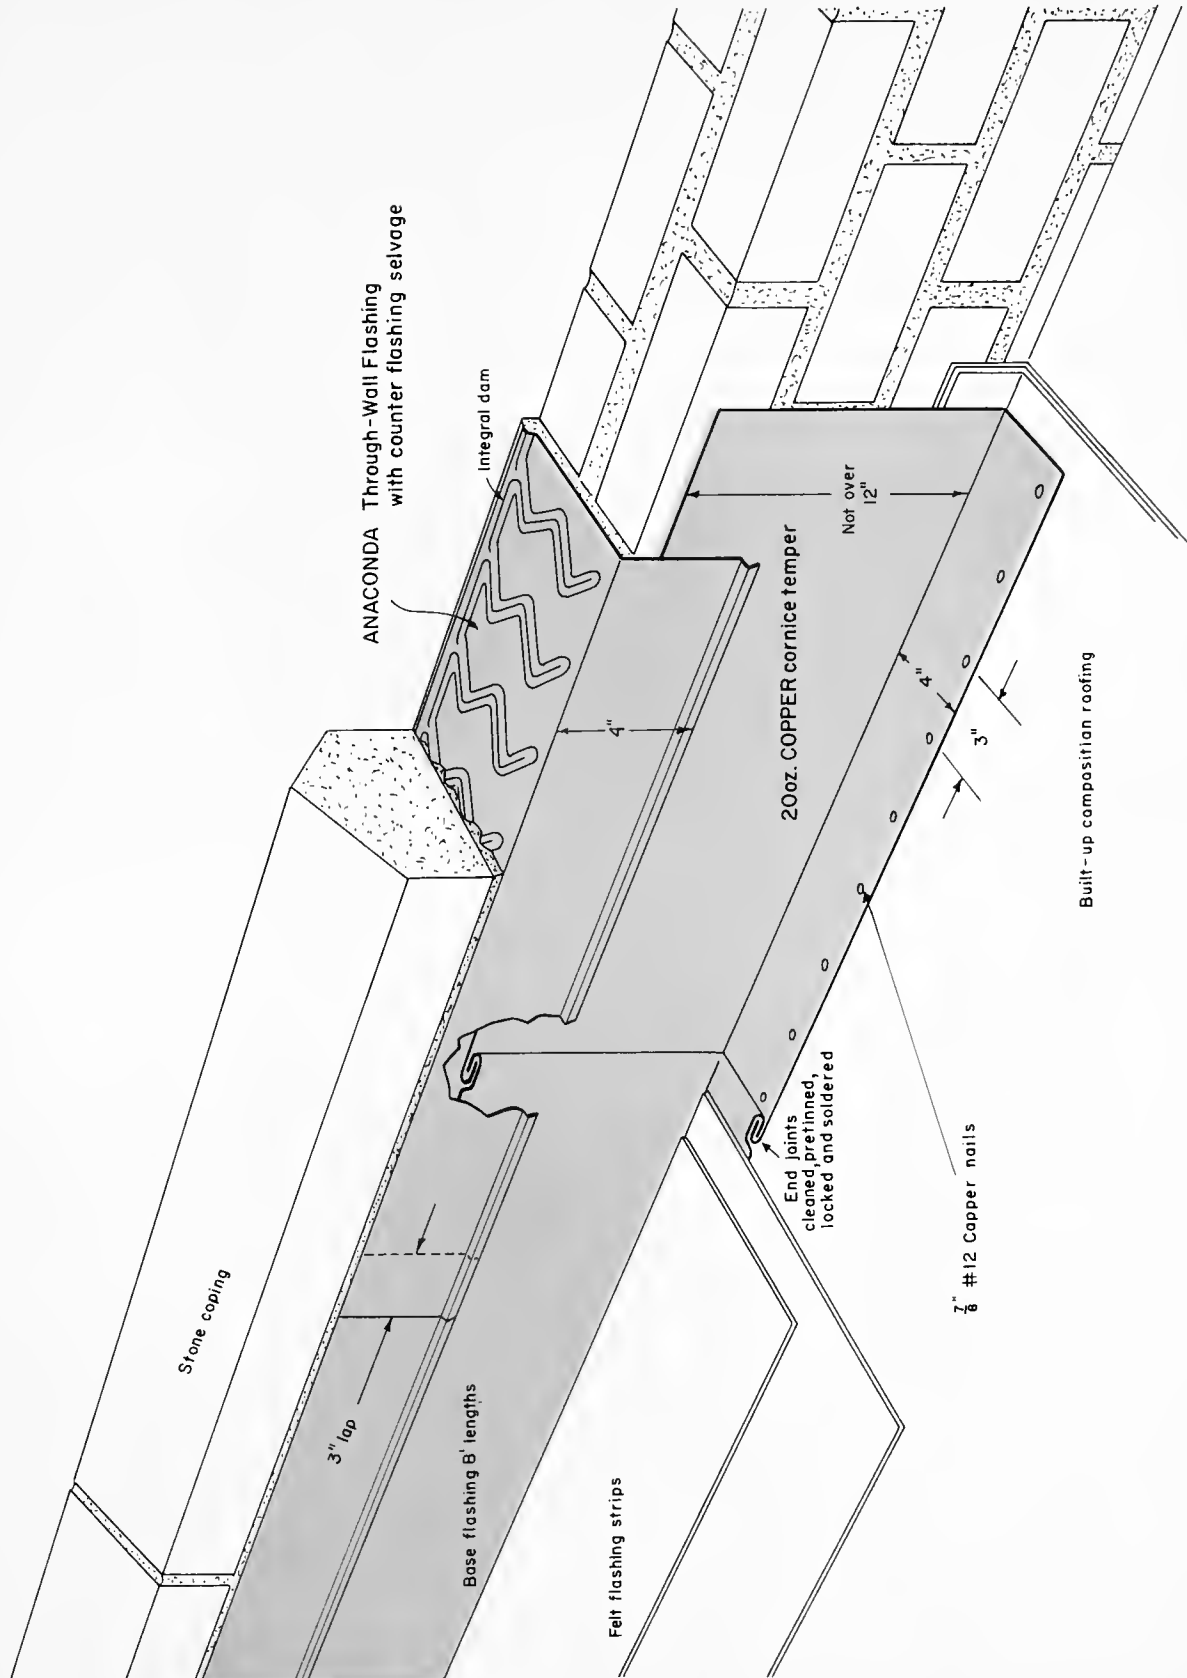 ANACONDA Through-Wall Flashing
with counter flashing selvage
Integral dam
Stone coping
3" lap
4"
Not over
12"
20oz. COPPER cornice temper
4"
3"
Base flashing 8' lengths
End joints
cleaned, pretinned,
locked and soldered
Felt flashing strips
7/8" #12 Copper nails
Built-up composition roofing